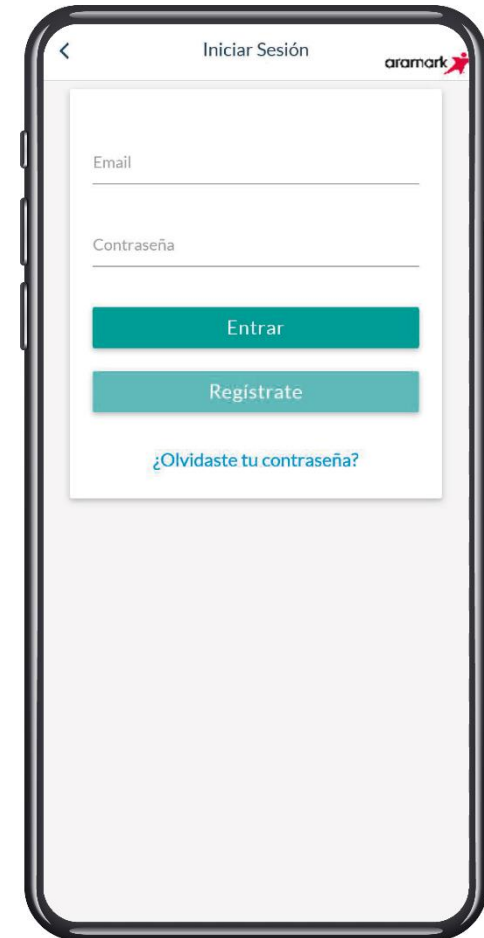 Iniciar Sesión
aramark
Email
Contraseña
Entrar
Regístrate
¿Olvidaste tu contraseña?